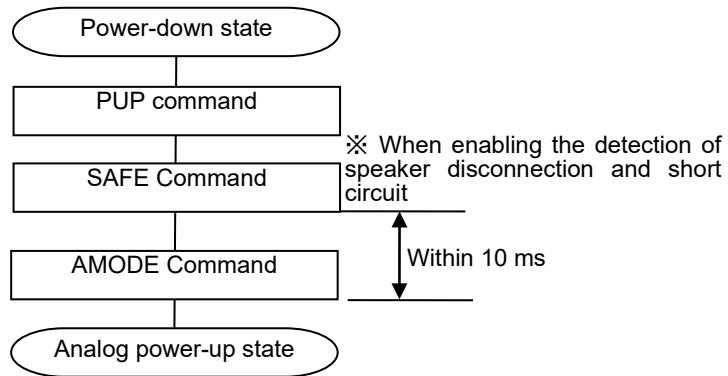 Power-down state
PUP command
※ When enabling the detection of
speaker disconnection and short
circuit
SAFE Command
Within 10 ms
AMODE Command
Analog power-up state